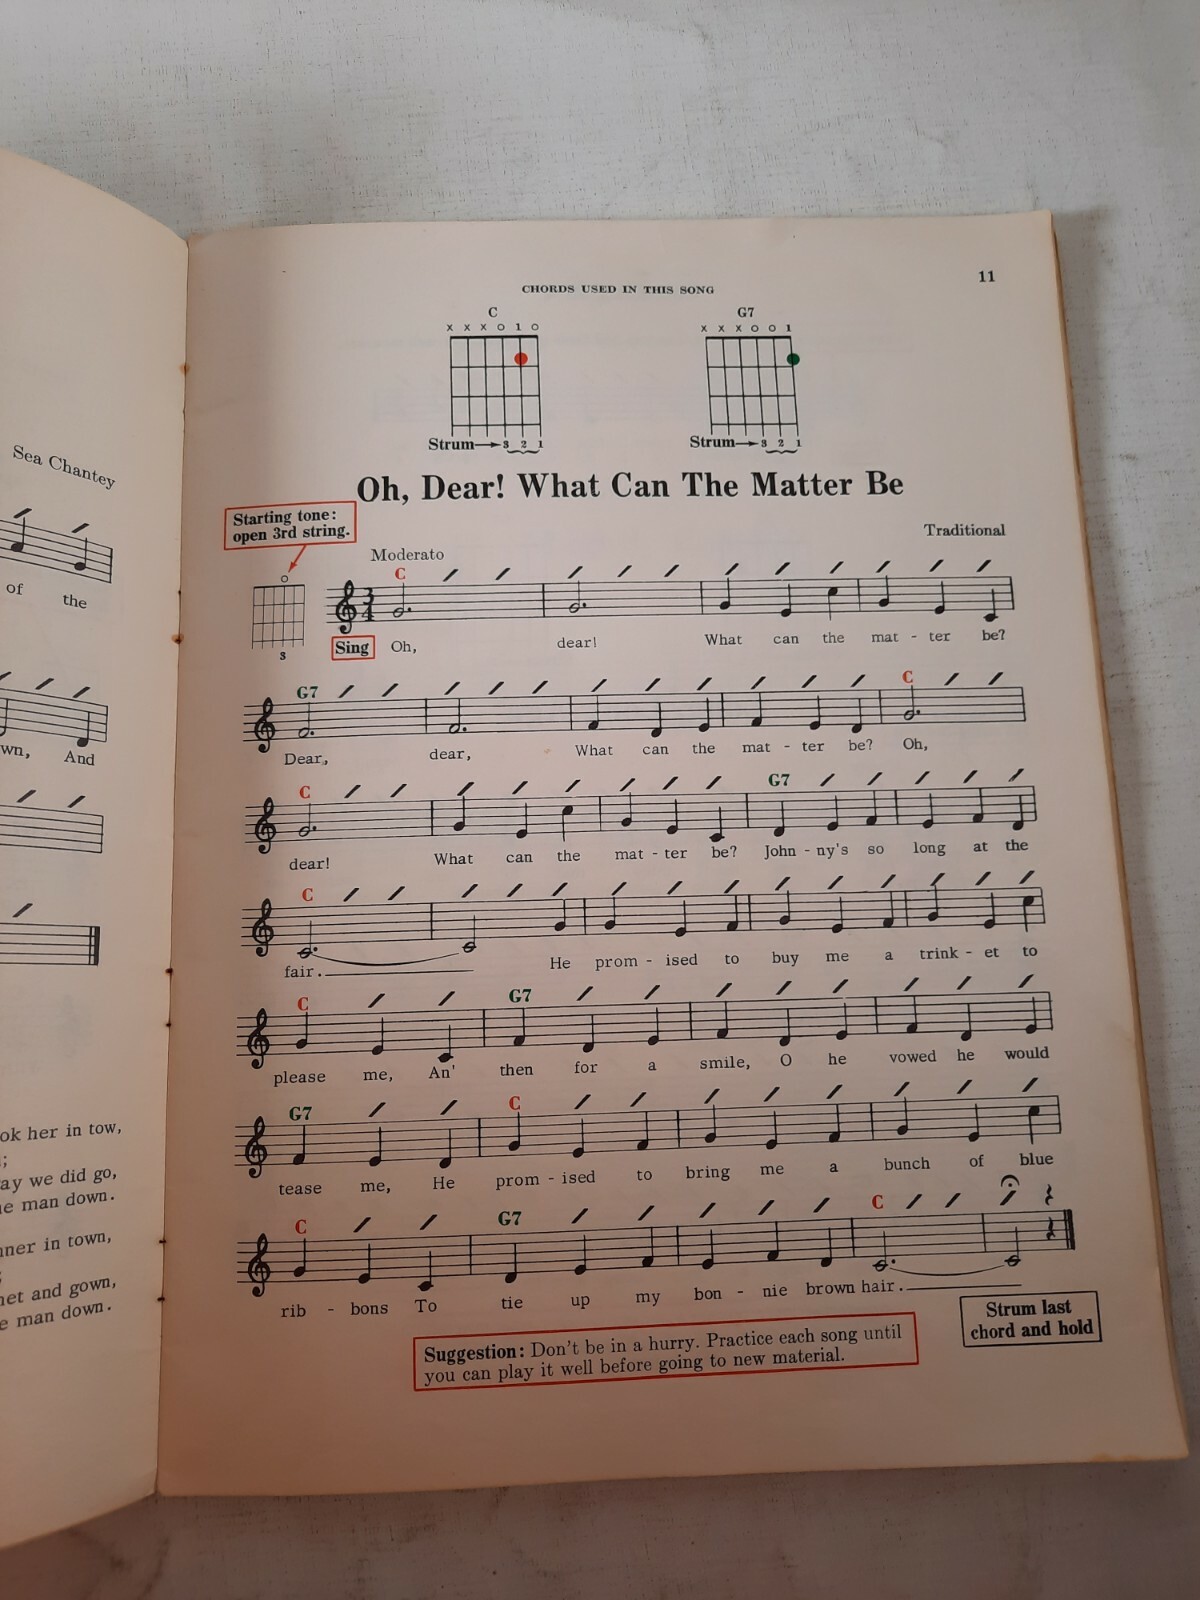 Sea Chantey
of the
wn, And
ok her in tow,
;
ay we did go,
e man down.
ner in town,
;
net and gown,
e man down.
11
CHORDS USED IN THIS SONG
C G7
x x x o 1 o x x x o o 1
Strum 3 2 1 Strum 3 2 1
Oh, Dear! What Can The Matter Be
Starting tone:
open 3rd string.
Traditional
Moderato
o
C
3
4
3
Sing Oh, dear! What can the mat - ter be?
G7 C
Dear, dear, What can the mat - ter be? Oh,
C G7
dear! What can the mat - ter be? John - ny's so long at the
C
fair. He prom - ised to buy me a trink - et to
C G7
please me, An' then for a smile, O he vowed he would
G7 C
tease me, He prom - ised to bring me a bunch of blue
C G7 C
rib - bons To tie up my bon - nie brown hair.
Strum last
chord and hold
Suggestion: Don't be in a hurry. Practice each song until
you can play it well before going to new material.